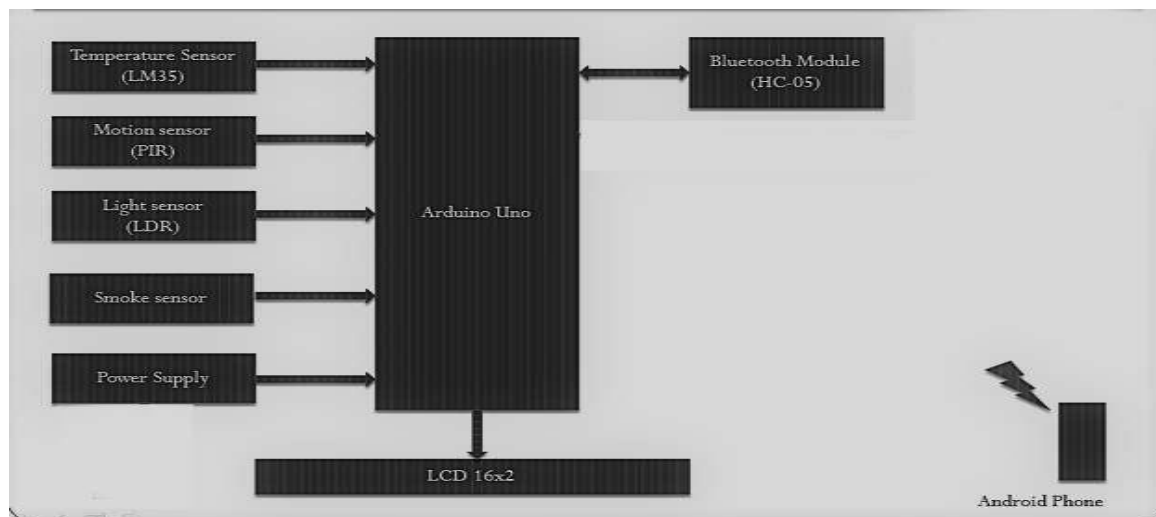 Temperature Sensor
(LM35)
Motion sensor
(PIR)
Light sensor
(LDR)
Smoke sensor
Power Supply
Arduino Uno
Bluetooth Module
(HC-05)
LCD 16x2
Android Phone